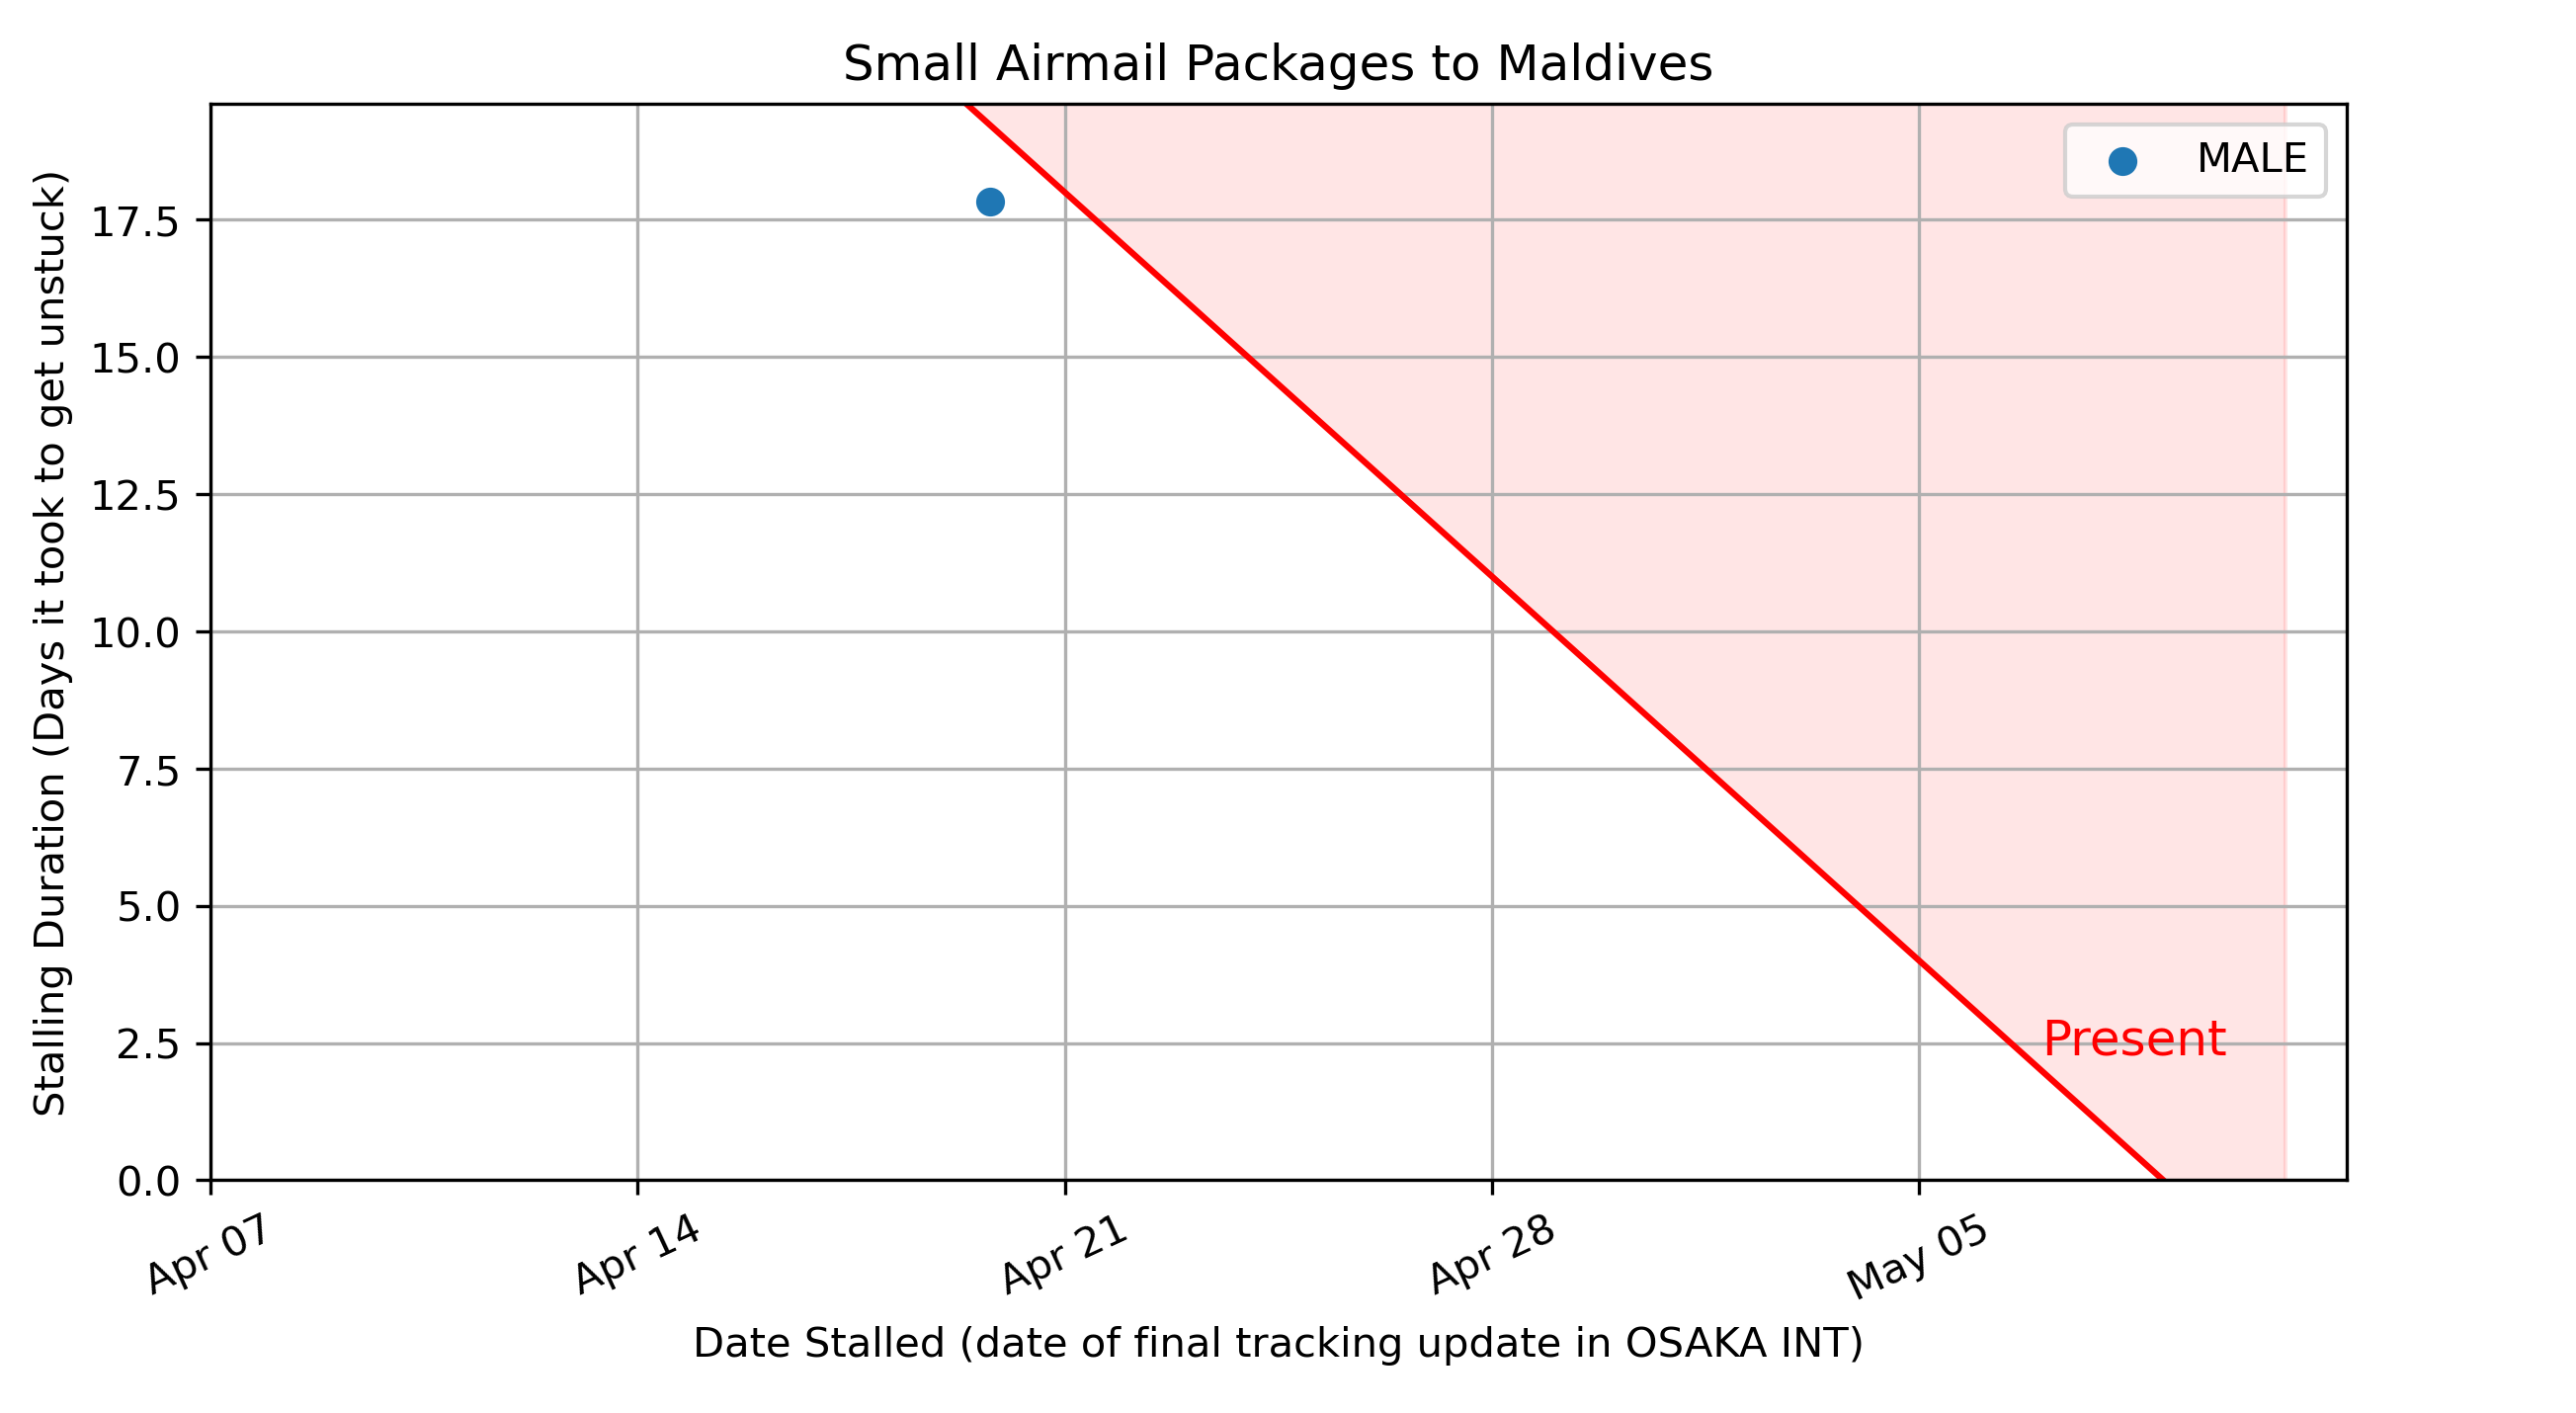 Small Airmail Packages to Maldives
MALE
Stalling Duration (Days it took to get unstuck)
17.5
15.0
12.5
10.0
7.5
5.0
2.5
0.0
Present
Apr 07
Apr 14
Apr 21
Apr 28
May 05
Date Stalled (date of final tracking update in OSAKA INT)